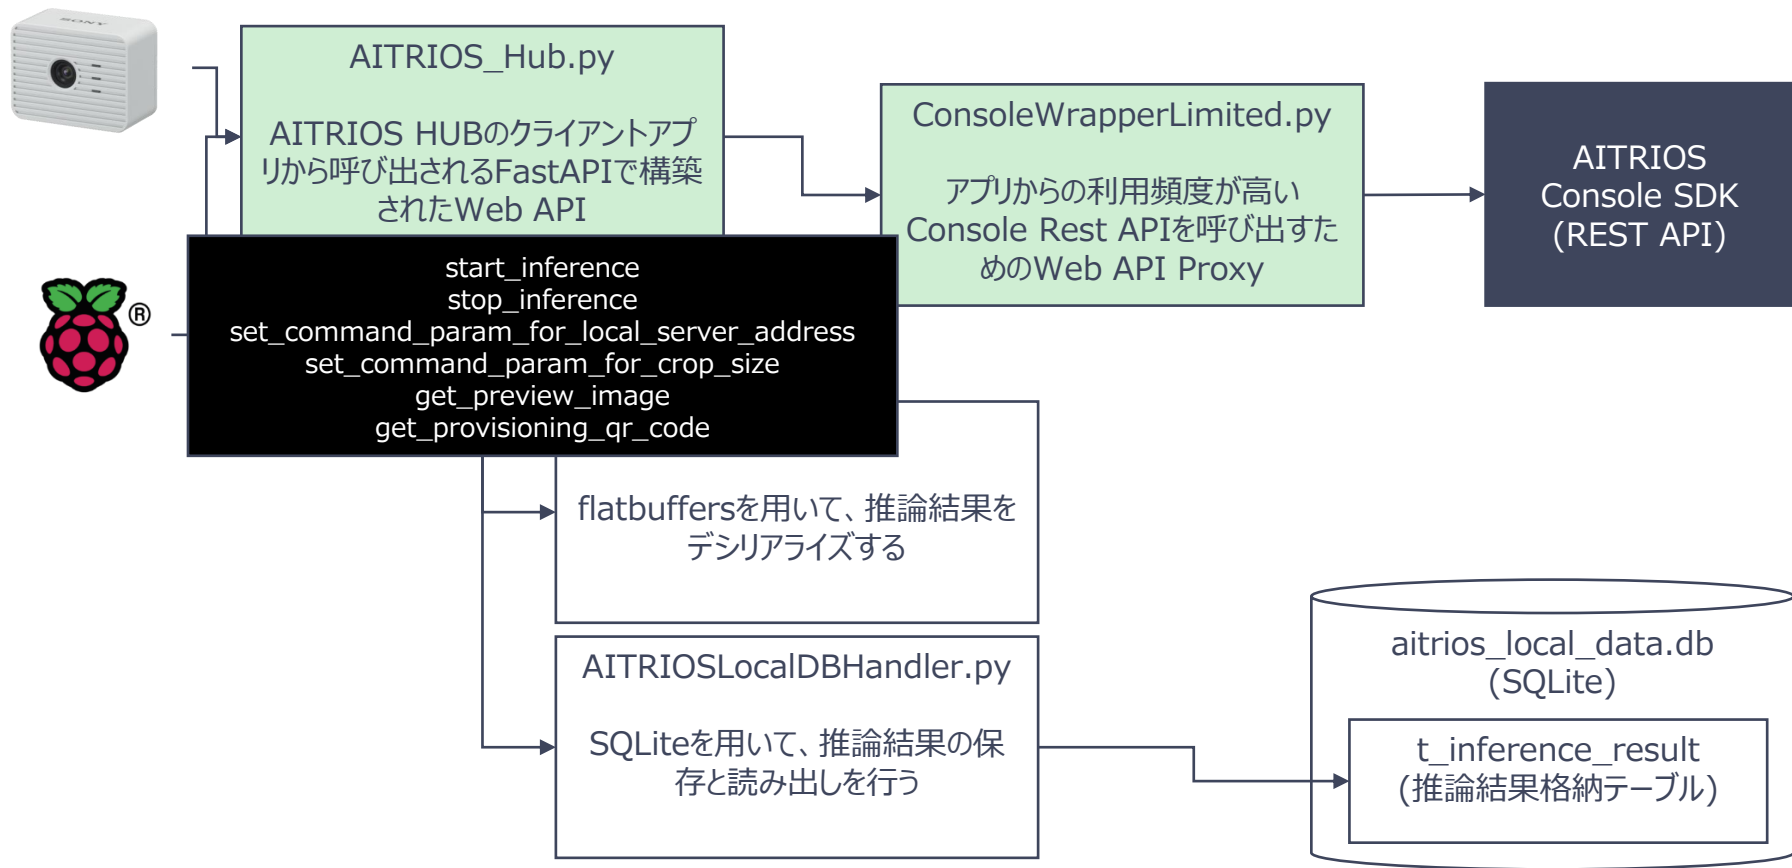 SONY
AITRIOS_Hub.py
AITRIOS HUBのクライアントアプ
リから呼び出されるFastAPIで構築
されたWeb API
ConsoleWrapperLimited.py
アプリからの利用頻度が高い
Console Rest APIを呼び出すた
めのWeb API Proxy
AITRIOS
Console SDK
(REST API)
®
start_inference
stop_inference
set_command_param_for_local_server_address
set_command_param_for_crop_size
get_preview_image
get_provisioning_qr_code
flatbuffersを用いて、推論結果を
デシリアライズする
AITRIOSLocalDBHandler.py
SQLiteを用いて、推論結果の保
存と読み出しを行う
aitrios_local_data.db
(SQLite)
t_inference_result
(推論結果格納テーブル)